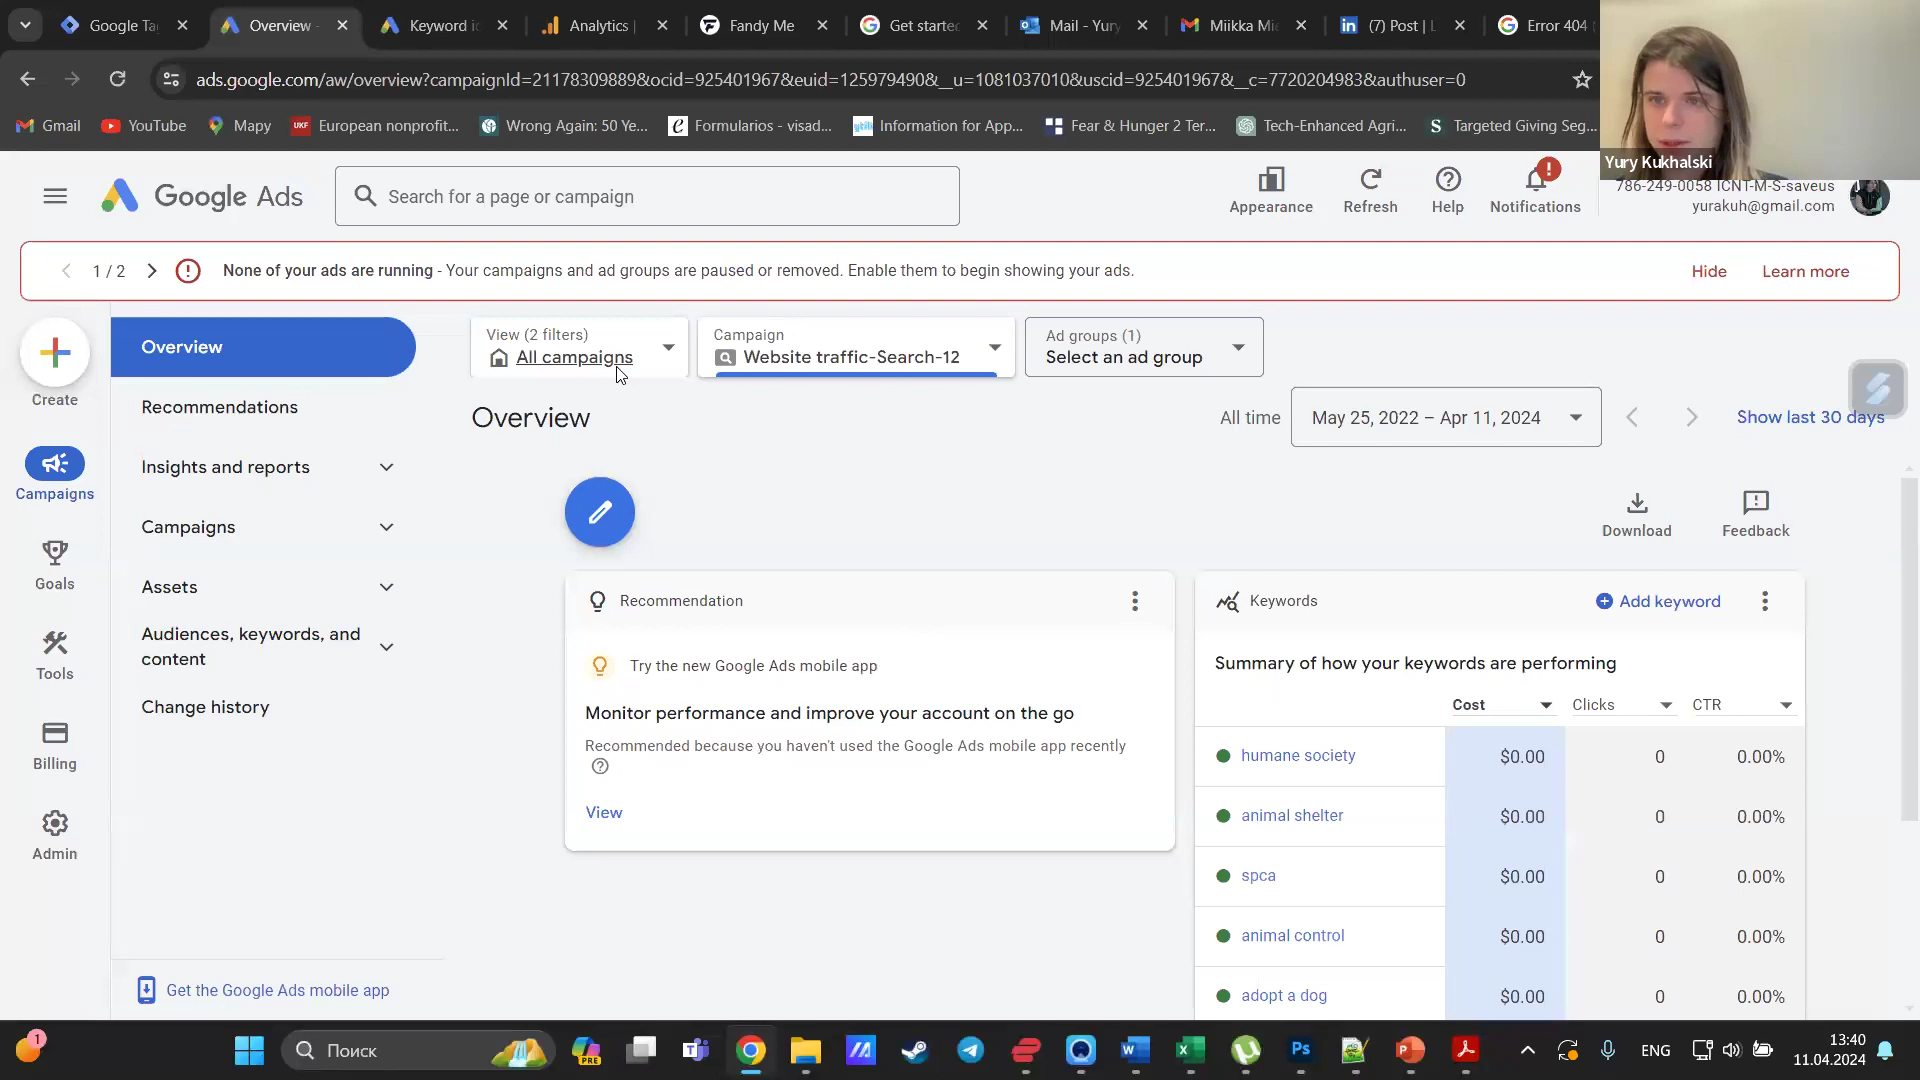 Google Ta
Overview -
Keyword i
Analytics |
Fandy Me
Get starte
Mail - Yury
Miikka Mi
(7) Post | L
Error 404
ads.google.com/aw/overview?campaignId=21178309889&ocid=925401967&euid=125979490&__u=1081037010&uscid=925401967&__c=7720204983&authuser=0
Gmail
YouTube
Mapy
European nonprofit...
Wrong Again: 50 Ye...
Formularios - visad...
Information for App...
Fear & Hunger 2 Ter...
Tech-Enhanced Agri...
Targeted Giving Seg...
Yury Kukhalski
Google Ads
Search for a page or campaign
Appearance
Refresh
Help
Notifications
786-249-0058 ICNT-M-S-saveus
yurakuh@gmail.com
1 / 2
None of your ads are running - Your campaigns and ad groups are paused or removed. Enable them to begin showing your ads.
Hide
Learn more
Create
Campaigns
Goals
Tools
Billing
Admin
Overview
Recommendations
Insights and reports
Campaigns
Assets
Audiences, keywords, and
content
Change history
Get the Google Ads mobile app
View (2 filters)
All campaigns
Campaign
Website traffic-Search-12
Ad groups (1)
Select an ad group
Overview
All time
May 25, 2022 – Apr 11, 2024
Show last 30 days
Download
Feedback
Recommendation
Try the new Google Ads mobile app
Monitor performance and improve your account on the go
Recommended because you haven't used the Google Ads mobile app recently
View
Keywords
Add keyword
Summary of how your keywords are performing
Cost Clicks CTR
humane society $0.00 0 0.00%
animal shelter $0.00 0 0.00%
spca $0.00 0 0.00%
animal control $0.00 0 0.00%
adopt a dog $0.00 0 0.00%
1
Поиск
PRE
ENG
13:40
11.04.2024